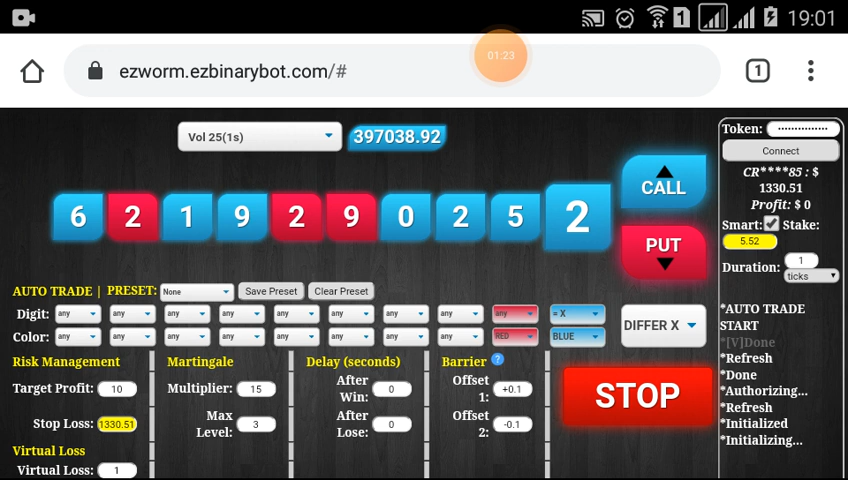 1 19:01
ezworm.ezbinarybot.com/# 1
01:23
Vol 25(1s) 397038.92
6 2 1 9 2 9 0 2 5 2
CALL
PUT
Token: ···············
Connect
CR****85 : $
1330.51
Profit: $ 0
Smart: Stake:
5.52
Duration: 1
ticks
AUTO TRADE | PRESET: None Save Preset Clear Preset
Digit: any any any any any any any any any = X
Color: any any any any any any any any RED BLUE
DIFFER X
Risk Management
Target Profit: 10
Stop Loss: 1330.51
Virtual Loss
Virtual Loss: 1
Martingale
Multiplier: 15
Max
Level: 3
Delay (seconds)
After
Win: 0
After
Lose: 0
Barrier ?
Offset
1: +0.1
Offset
2: -0.1
STOP
*AUTO TRADE
START
*[V]Done
*Refresh
*Done
*Authorizing...
*Refresh
*Initialized
*Initializing...